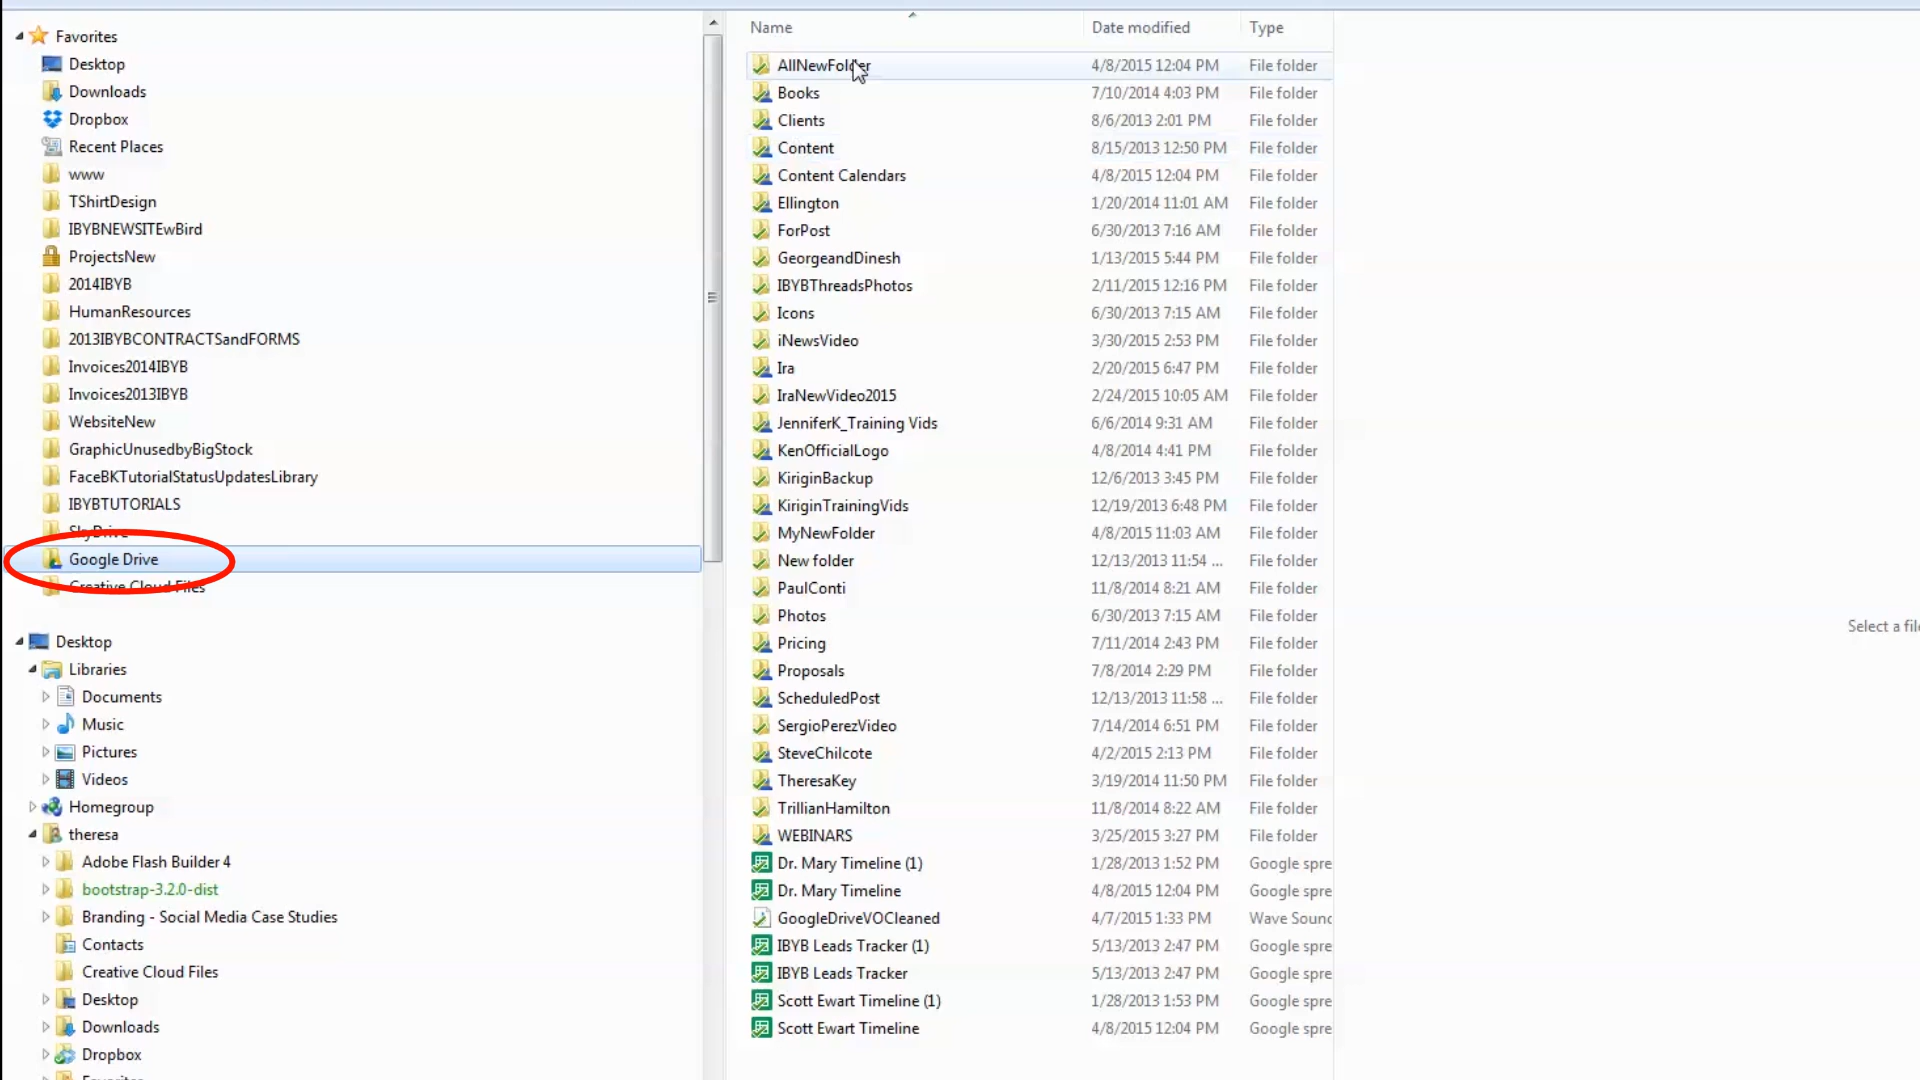 Favorites
Desktop
Downloads
Dropbox
Recent Places
www
TShirtDesign
IBYBNEWSITEwBird
ProjectsNew
2014IBYB
HumanResources
2013IBYBCONTRACTSandFORMS
Invoices2014IBYB
Invoices2013IBYB
WebsiteNew
GraphicUnusedbyBigStock
FaceBKTutorialStatusUpdatesLibrary
IBYBTUTORIALS
SkyDrive
Google Drive
Creative Cloud Files
Desktop
Libraries
Documents
Music
Pictures
Videos
Homegroup
theresa
Adobe Flash Builder 4
bootstrap-3.2.0-dist
Branding - Social Media Case Studies
Contacts
Creative Cloud Files
Desktop
Downloads
Dropbox
Name Date modified Type
AllNewFolder 4/8/2015 12:04 PM File folder
Books 7/10/2014 4:03 PM File folder
Clients 8/6/2013 2:01 PM File folder
Content 8/15/2013 12:50 PM File folder
Content Calendars 4/8/2015 12:04 PM File folder
Ellington 1/20/2014 11:01 AM File folder
ForPost 6/30/2013 7:16 AM File folder
GeorgeandDinesh 1/13/2015 5:44 PM File folder
IBYBThreadsPhotos 2/11/2015 12:16 PM File folder
Icons 6/30/2013 7:15 AM File folder
iNewsVideo 3/30/2015 2:53 PM File folder
Ira 2/20/2015 6:47 PM File folder
IraNewVideo2015 2/24/2015 10:05 AM File folder
JenniferK_Training Vids 6/6/2014 9:31 AM File folder
KenOfficialLogo 4/8/2014 4:41 PM File folder
KiriginBackup 12/6/2013 3:45 PM File folder
KiriginTrainingVids 12/19/2013 6:48 PM File folder
MyNewFolder 4/8/2015 11:03 AM File folder
New folder 12/13/2013 11:54 ... File folder
PaulConti 11/8/2014 8:21 AM File folder
Photos 6/30/2013 7:15 AM File folder
Pricing 7/11/2014 2:43 PM File folder
Proposals 7/8/2014 2:29 PM File folder
ScheduledPost 12/13/2013 11:58 ... File folder
SergioPerezVideo 7/14/2014 6:51 PM File folder
SteveChilcote 4/2/2015 2:13 PM File folder
TheresaKey 3/19/2014 11:50 PM File folder
TrillianHamilton 11/8/2014 8:22 AM File folder
WEBINARS 3/25/2015 3:27 PM File folder
Dr. Mary Timeline (1) 1/28/2013 1:52 PM Google spre
Dr. Mary Timeline 4/8/2015 12:04 PM Google spre
GoogleDriveVOCleaned 4/7/2015 1:33 PM Wave Sound
IBYB Leads Tracker (1) 5/13/2013 2:47 PM Google spre
IBYB Leads Tracker 5/13/2013 2:47 PM Google spre
Scott Ewart Timeline (1) 1/28/2013 1:53 PM Google spre
Scott Ewart Timeline 4/8/2015 12:04 PM Google spre
Select a file